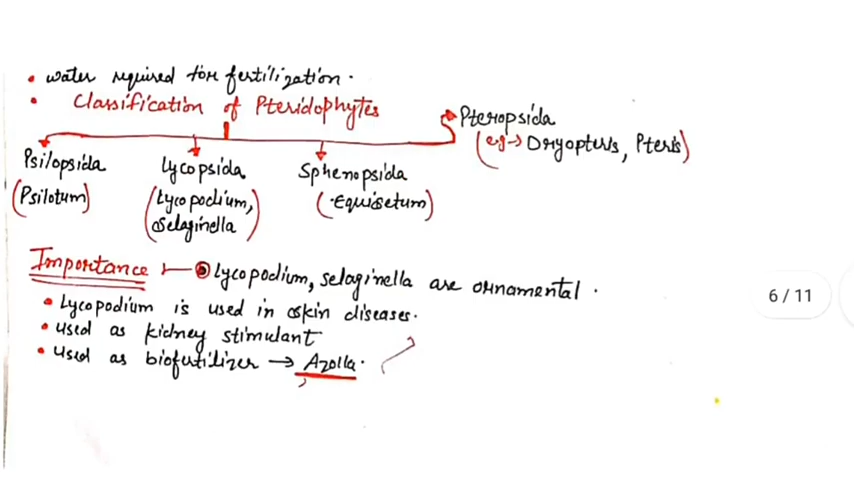 • water required for fertilization.
• Classification of Pteridophytes
Pteropsida
(eg→ Dryopteris, Pteris)
Psilopsida
(Psilotum)
Lycopsida
(Lycopodium,
Selaginella)
Sphenopsida
(Equisetum)
Importance Lycopodium, selaginella are ornamental.
• Lycopodium is used in skin diseases.
• used as kidney stimulant
• used as biofutilizer → Azolla.
6 / 11